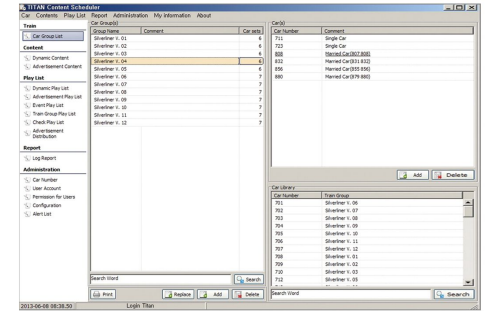 TITAN Content Scheduler
Car Contents Play List Report Administration My Information About
Train
Car Group List
Content
Dynamic Content
Advertisement Content
Play List
Dynamic Play List
Advertisement Play List
Event Play List
Train Group Play List
Check Play List
Advertisement
Distribution
Report
Log Report
Administration
Car Number
User Account
Permission for Users
Configuration
Alert List
Car Group(s)
Group Name Comment Car sets
Silverliner V. 01 6
Silverliner V. 02 6
Silverliner V. 03 6
Silverliner V. 04 6
Silverliner V. 05 6
Silverliner V. 06 7
Silverliner V. 07 7
Silverliner V. 08 7
Silverliner V. 09 7
Silverliner V. 10 7
Silverliner V. 11 7
Silverliner V. 12 7
Search Word Search
Print Replace Add Delete
Car(s)
Car Number Comment
711 Single Car
723 Single Car
808 Married Car(807 808)
832 Married Car(831 832)
856 Married Car(855 856)
880 Married Car(879 880)
Add Delete
Car Library
Car Number Train Group
701 Silverliner V. 06
702 Silverliner V. 07
703 Silverliner V. 08
704 Silverliner V. 09
705 Silverliner V. 10
706 Silverliner V. 11
707 Silverliner V. 12
708 Silverliner V. 01
709 Silverliner V. 02
710 Silverliner V. 03
712 Silverliner V. 05
Search Word Search
2013-06-08 08:38.50 Login Titan